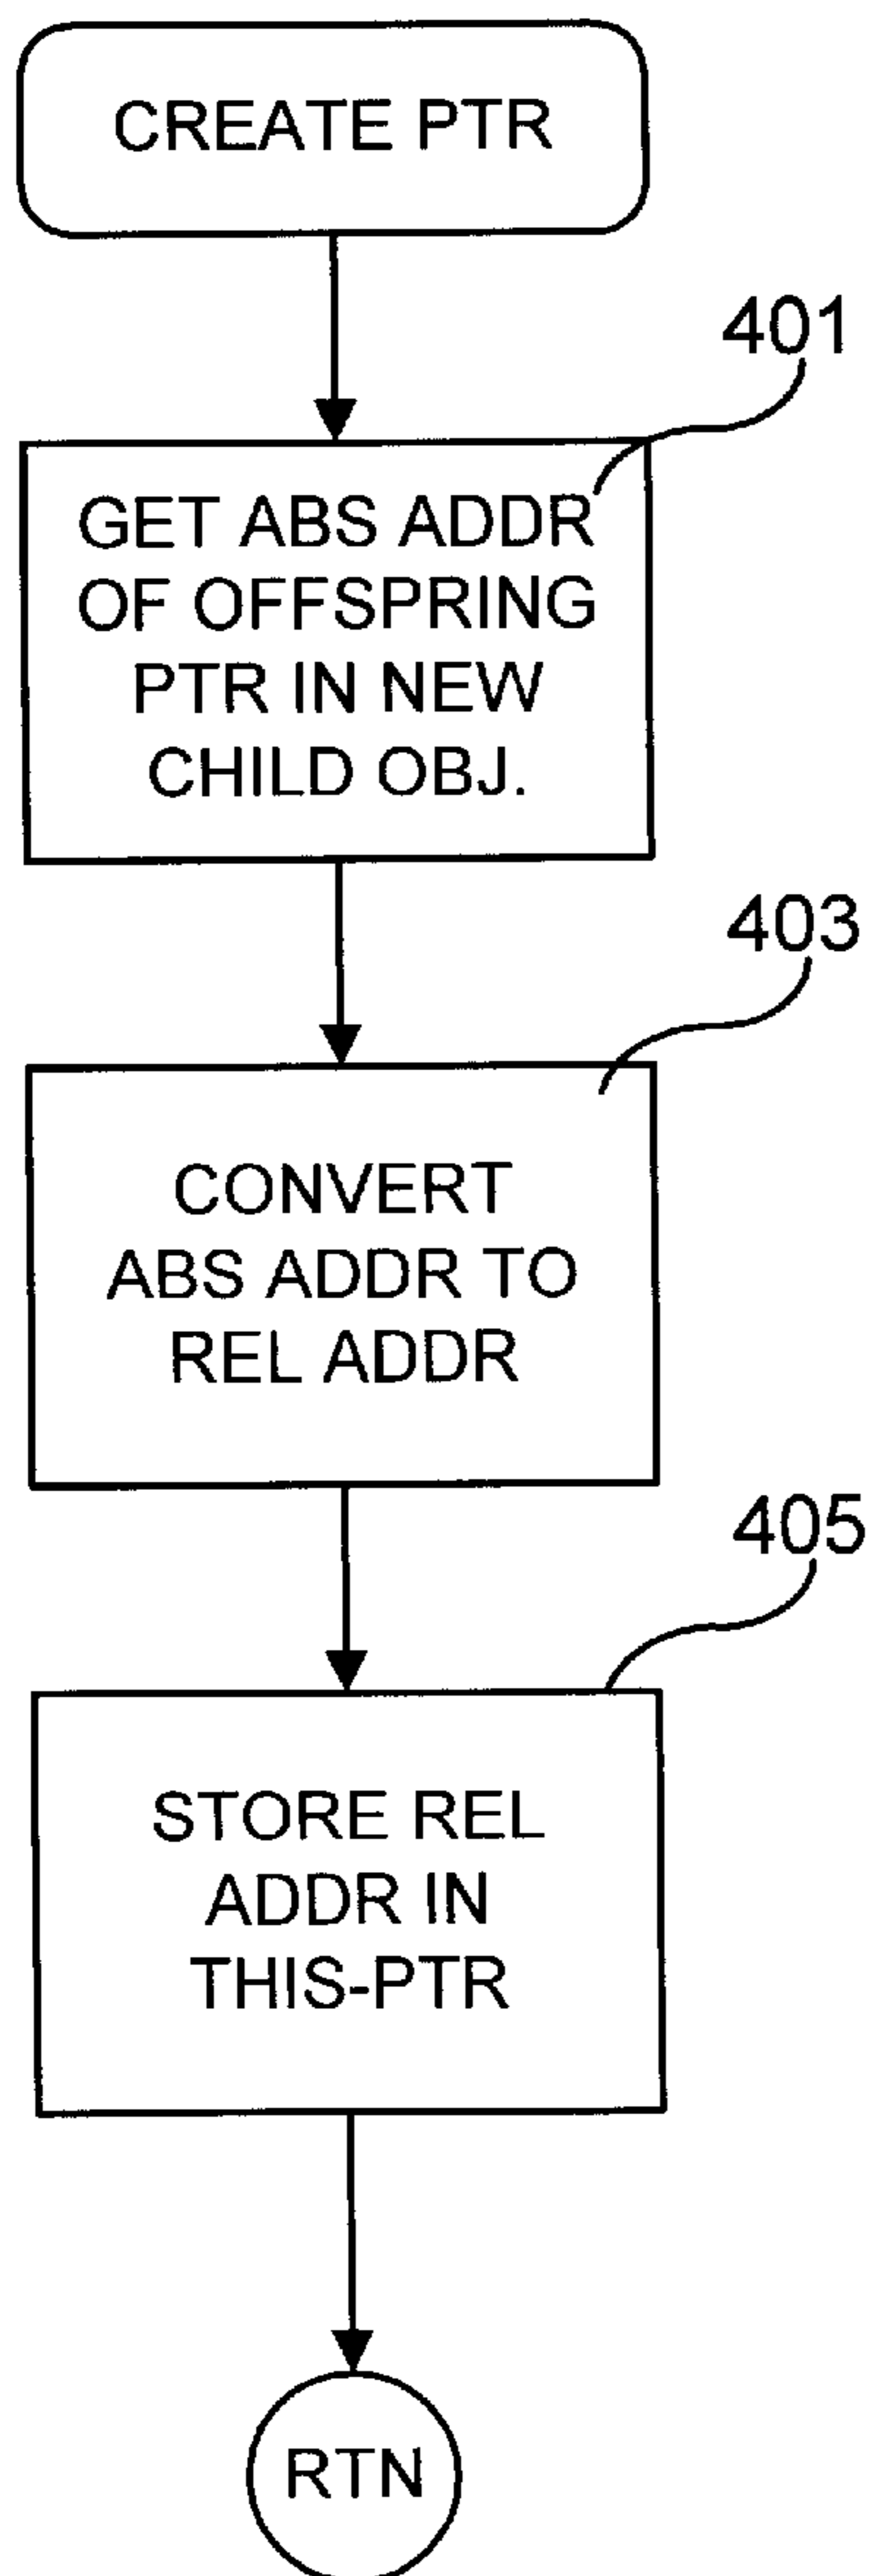 CREATE PTR
401
GET ABS ADDR
OF OFFSPRING
PTR IN NEW
CHILD OBJ.
403
CONVERT
ABS ADDR TO
REL ADDR
405
STORE REL
ADDR IN
THIS-PTR
RTN